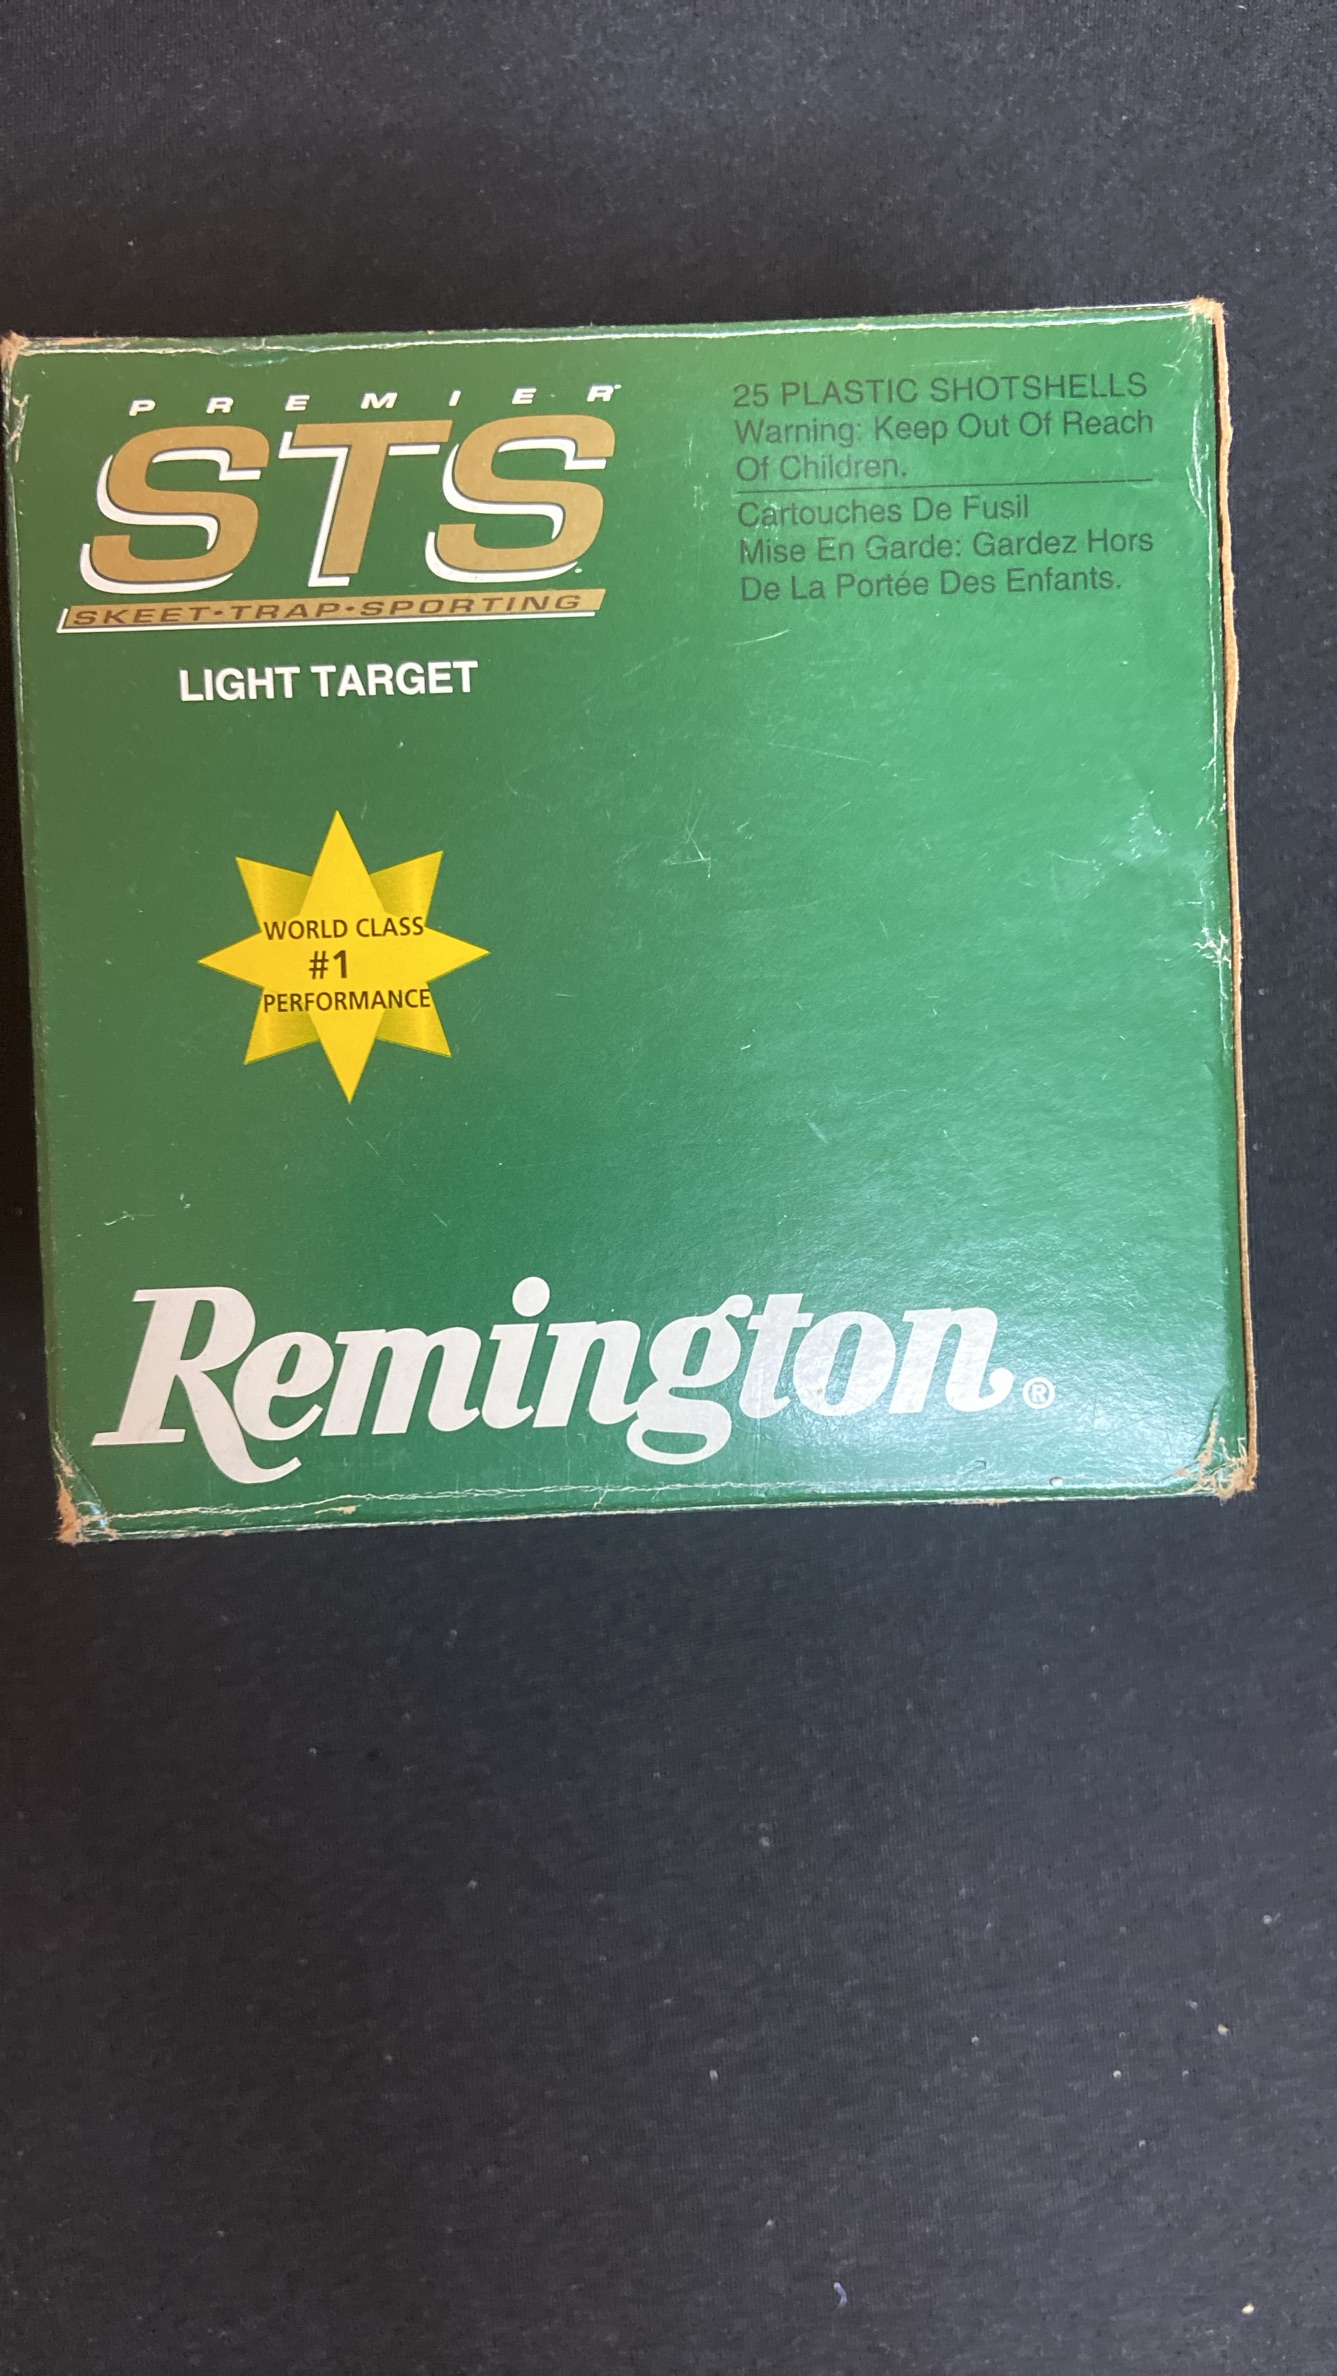 PREMIER
STS
SKEET•TRAP•SPORTING
LIGHT TARGET
25 PLASTIC SHOTSHELLS
Warning: Keep Out Of Reach
Of Children.
Cartouches De Fusil
Mise En Garde: Gardez Hors
De La Portée Des Enfants.
WORLD CLASS
#1
PERFORMANCE
Remington®